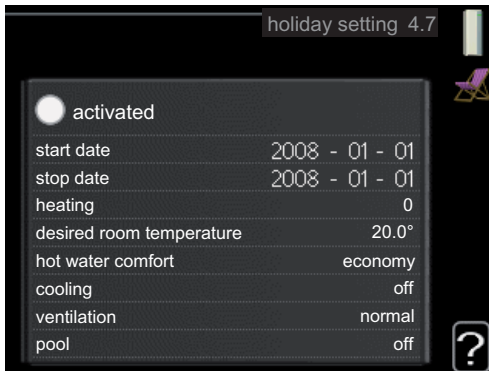 holiday setting 4.7
activated
start date 2008 - 01 - 01
stop date 2008 - 01 - 01
heating 0
desired room temperature 20.0°
hot water comfort economy
cooling off
ventilation normal
pool off
?